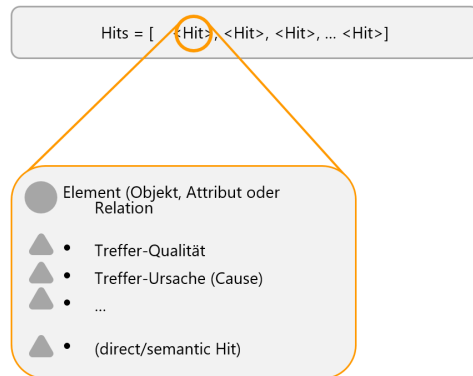 Hits = [ <Hit>, <Hit>, <Hit>, ... <Hit>]
Element (Objekt, Attribut oder
Relation
• Treffer-Qualität
• Treffer-Ursache (Cause)
• ...
• (direct/semantic Hit)